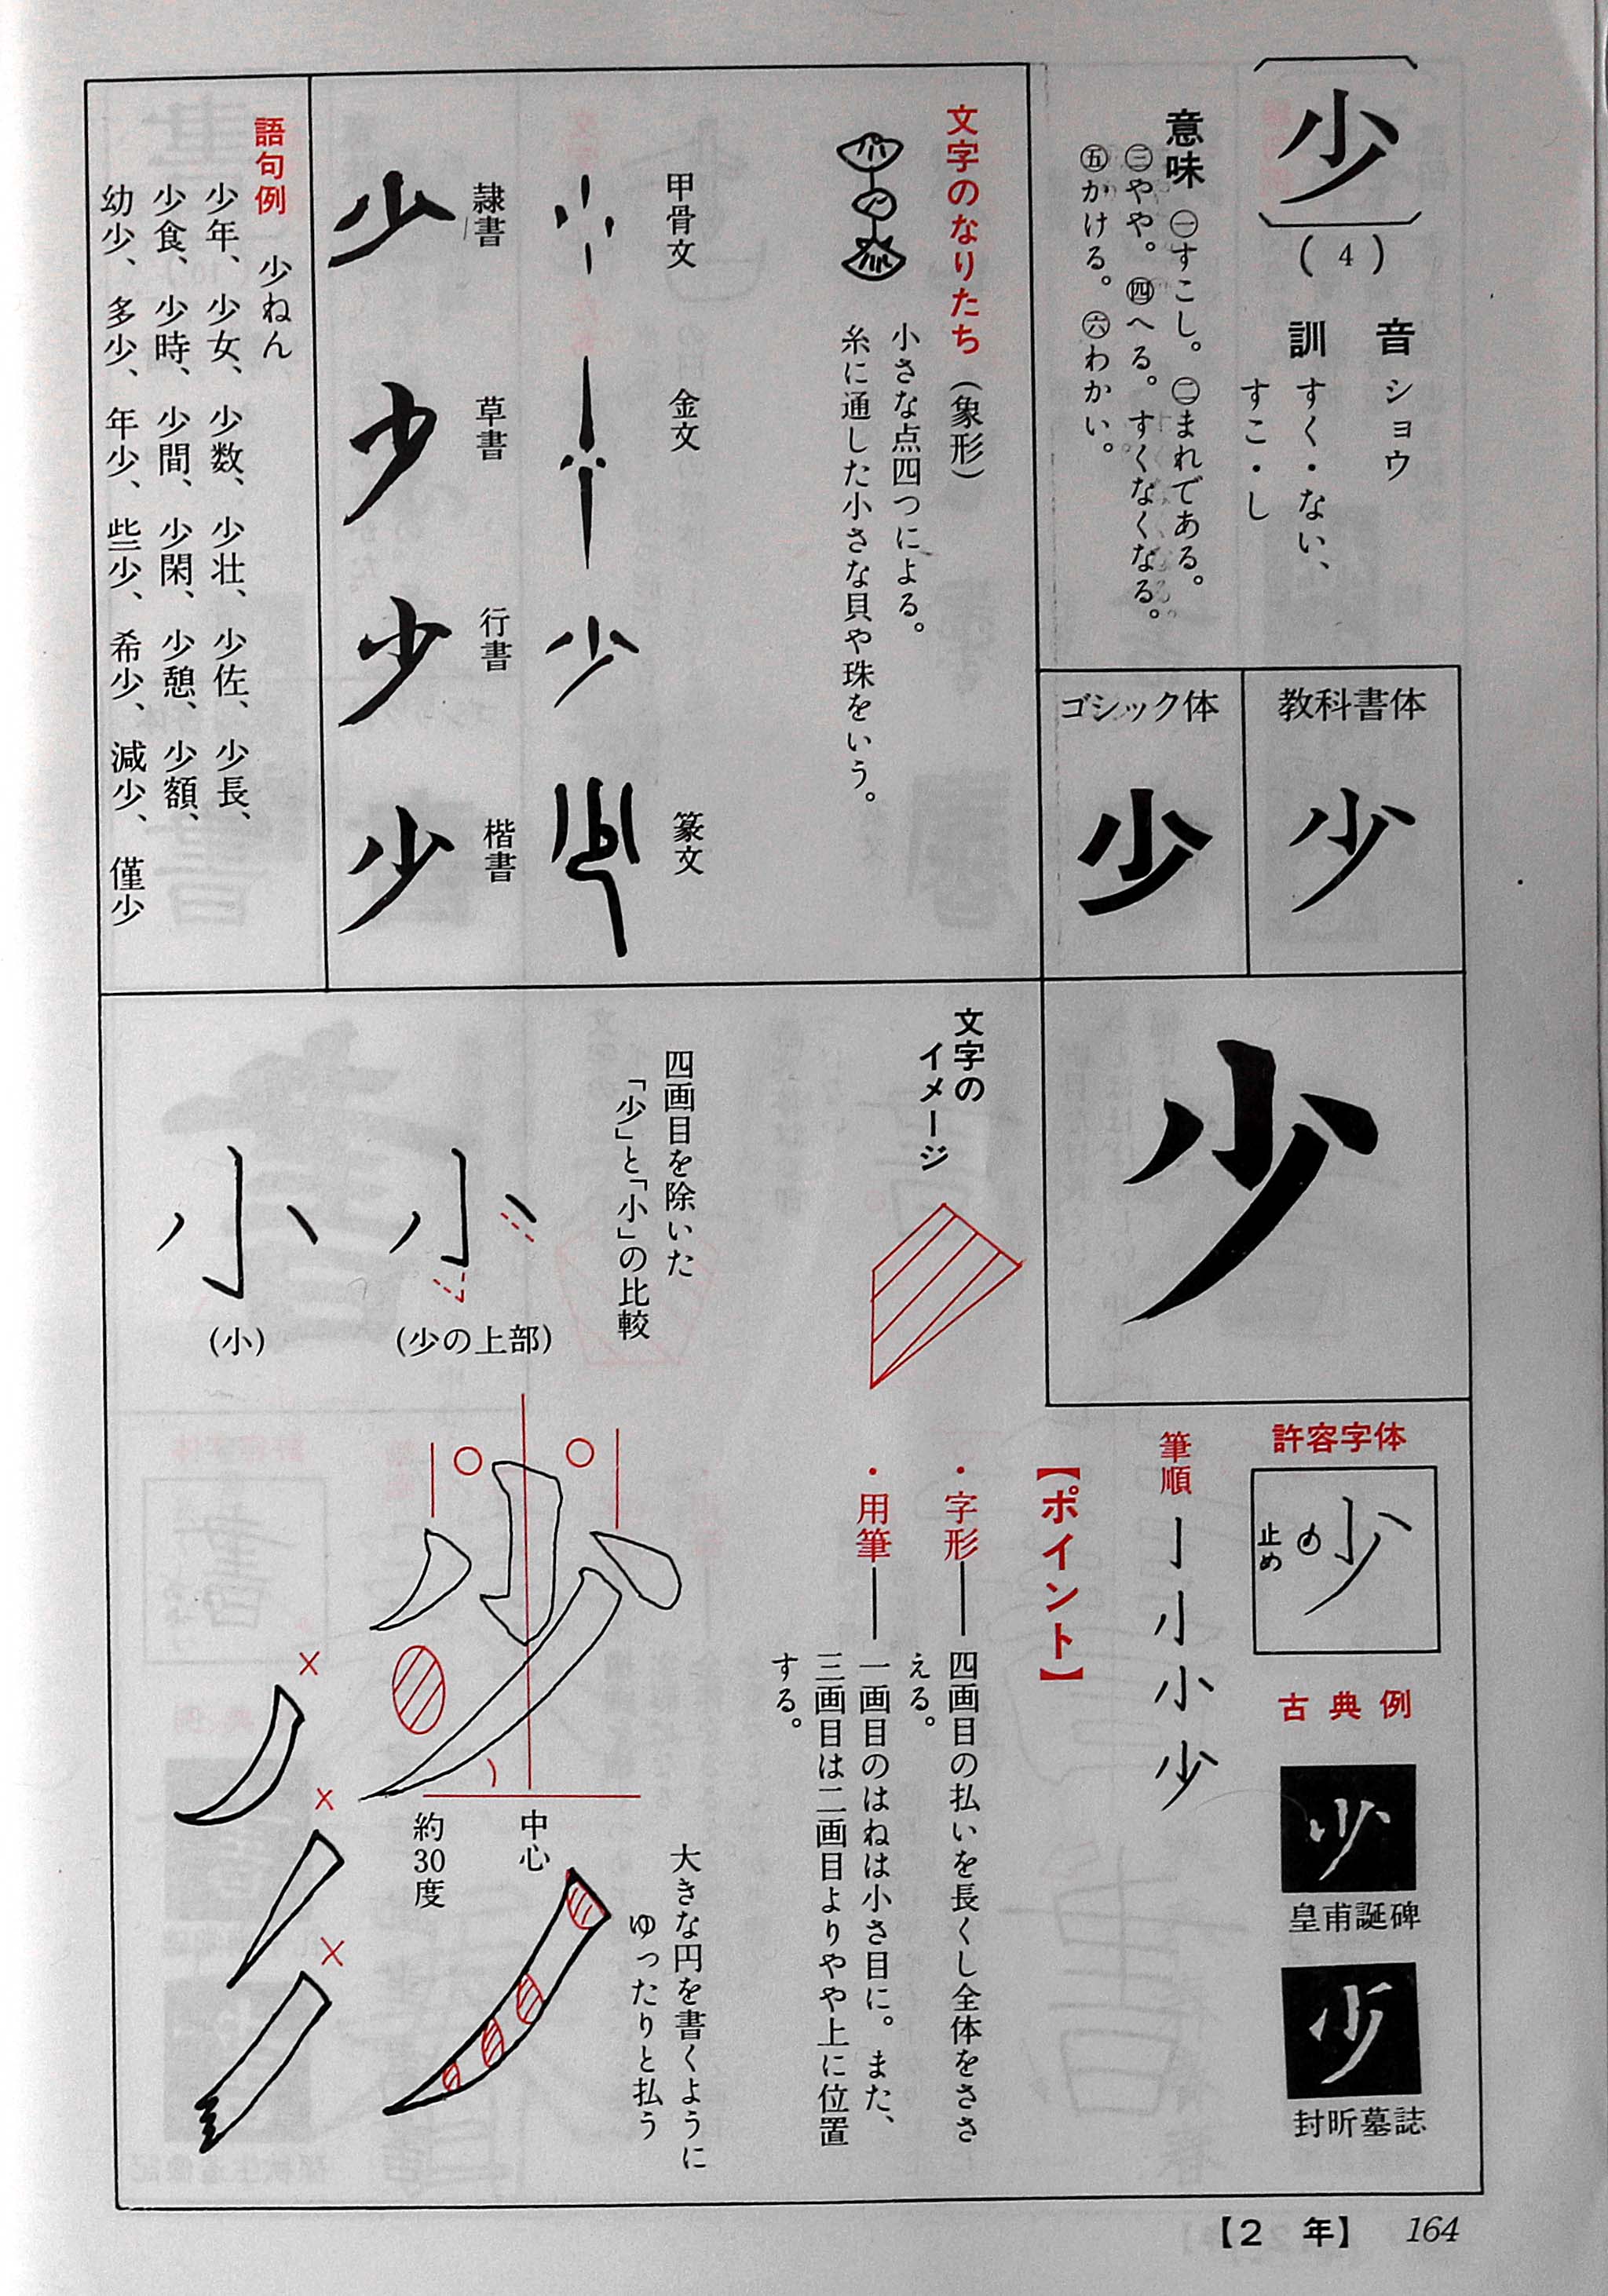 少
(4)
音 ショウ
訓 すく・ない、
すこ・し
意味 ㊀すこし。㊁まれである。
㊂やや。㊃へる。すくなくなる。
㊄かける。㊅わかい。
教科書体
少
ゴシック体
少
文字のなりたち(象形)
小さな点四つによる。
糸に通した小さな貝や珠をいう。
甲骨文
金文
篆文
隷書
少
草書
少
行書
少
楷書
少
語句例 少ねん
少年、少女、少数、少壮、少佐、少長、
少食、少時、少間、少閑、少憩、少額、
幼少、多少、年少、些少、希少、減少、僅少
少
文字の
イメージ
四画目を除いた
「少」と「小」の比較
(少の上部)
小
(小)
許容字体
少
の
止め
古典例
少
皇甫誕碑
少
封昕墓誌
筆順
亅 小 少
【ポイント】
・字形――四画目の払いを長くし全体をささ
える。
・用筆――一画目のはねは小さ目に。また、
三画目は二画目よりやや上に位置
する。
中心
約30度
大きな円を書くように
ゆったりと払う
【2年】 164